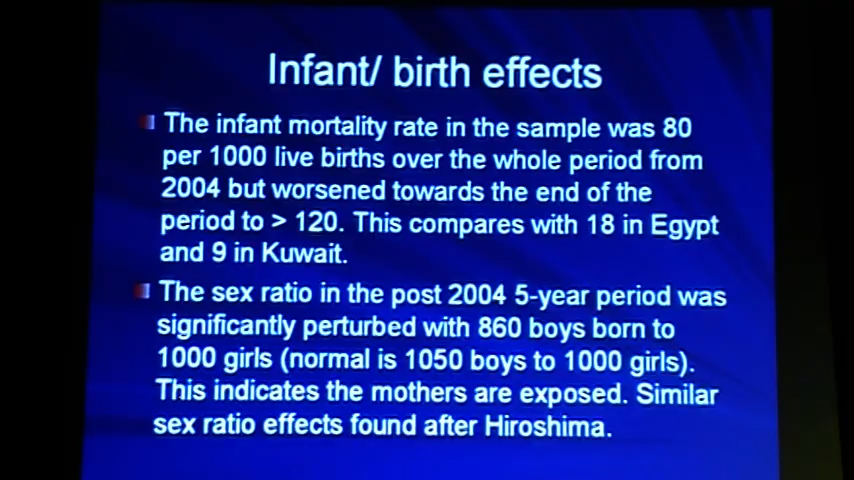 Infant/ birth effects
The infant mortality rate in the sample was 80
per 1000 live births over the whole period from
2004 but worsened towards the end of the
period to > 120. This compares with 18 in Egypt
and 9 in Kuwait.
The sex ratio in the post 2004 5-year period was
significantly perturbed with 860 boys born to
1000 girls (normal is 1050 boys to 1000 girls).
This indicates the mothers are exposed. Similar
sex ratio effects found after Hiroshima.